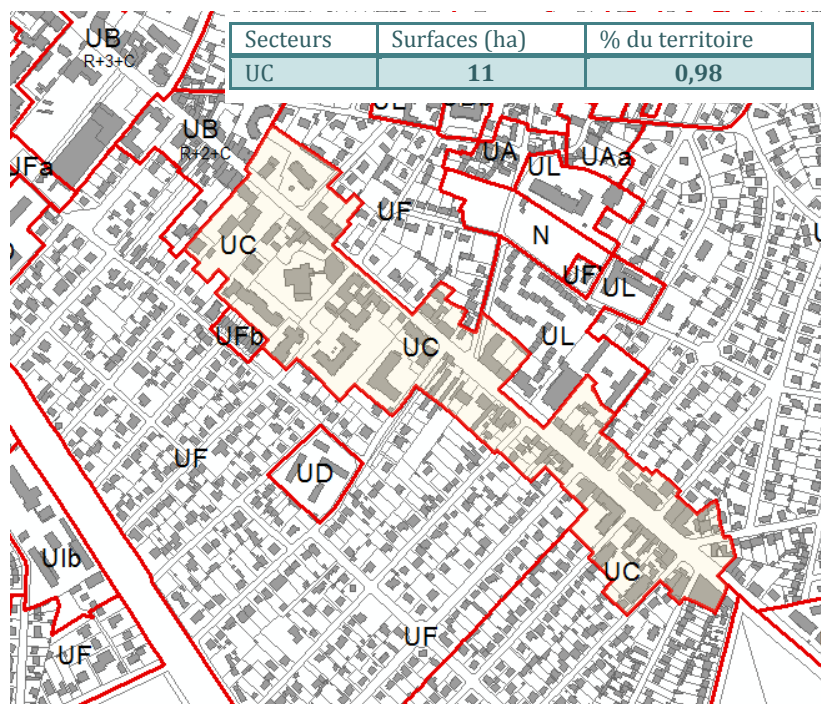 Secteurs Surfaces (ha) % du territoire
UC 11 0,98
UB
R+3+C
UB
R+2+C
UFa
UA
UAa
UL
UF
N
UC
UF
UL
UFb
UC
UL
UF
UD
UIb
UC
UF
UF